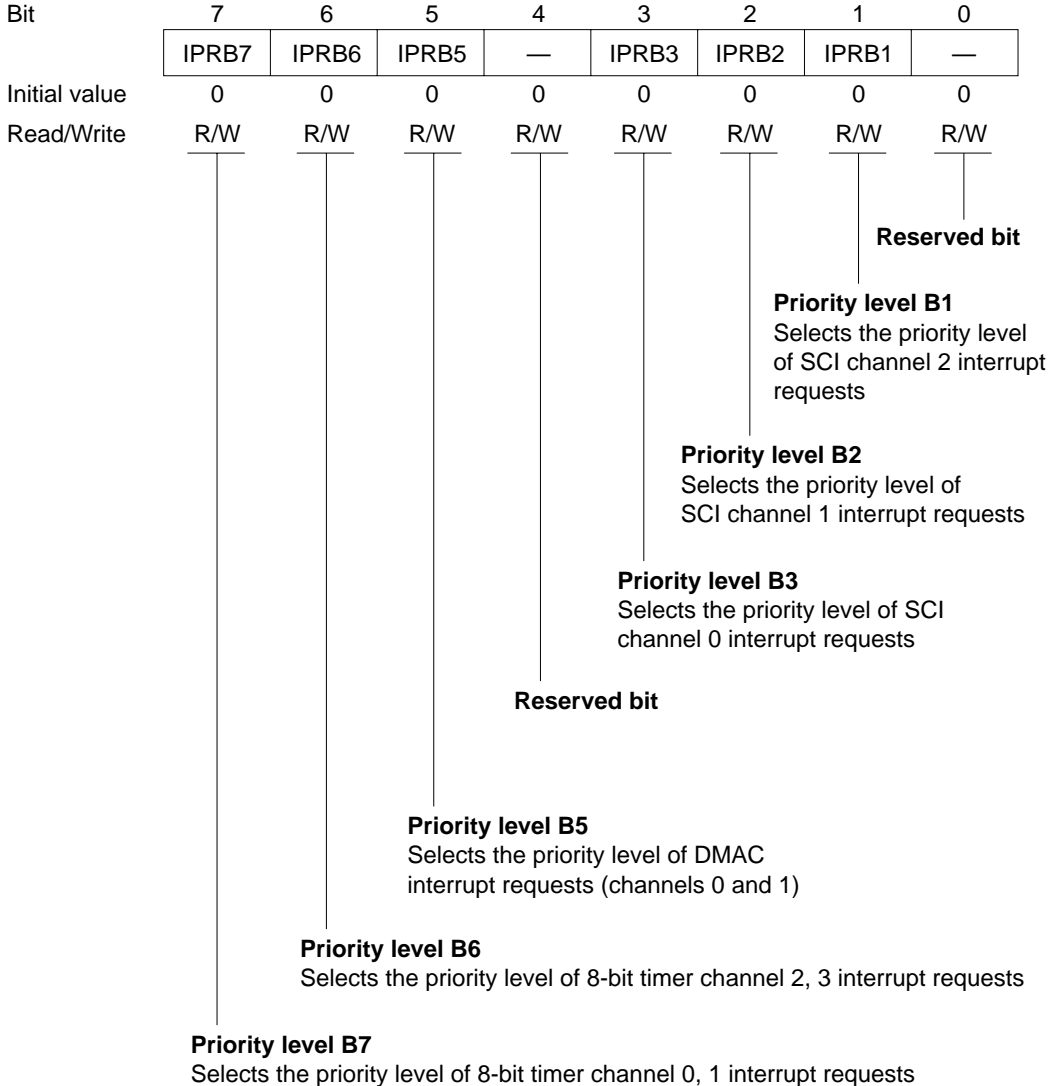 Bit 7 6 5 4 3 2 1 0
IPRB7 IPRB6 IPRB5 — IPRB3 IPRB2 IPRB1 —
Initial value 0 0 0 0 0 0 0 0
Read/Write R/W R/W R/W R/W R/W R/W R/W R/W
Reserved bit
Priority level B1
Selects the priority level
of SCI channel 2 interrupt
requests
Priority level B2
Selects the priority level of
SCI channel 1 interrupt requests
Priority level B3
Selects the priority level of SCI
channel 0 interrupt requests
Reserved bit
Priority level B5
Selects the priority level of DMAC
interrupt requests (channels 0 and 1)
Priority level B6
Selects the priority level of 8-bit timer channel 2, 3 interrupt requests
Priority level B7
Selects the priority level of 8-bit timer channel 0, 1 interrupt requests